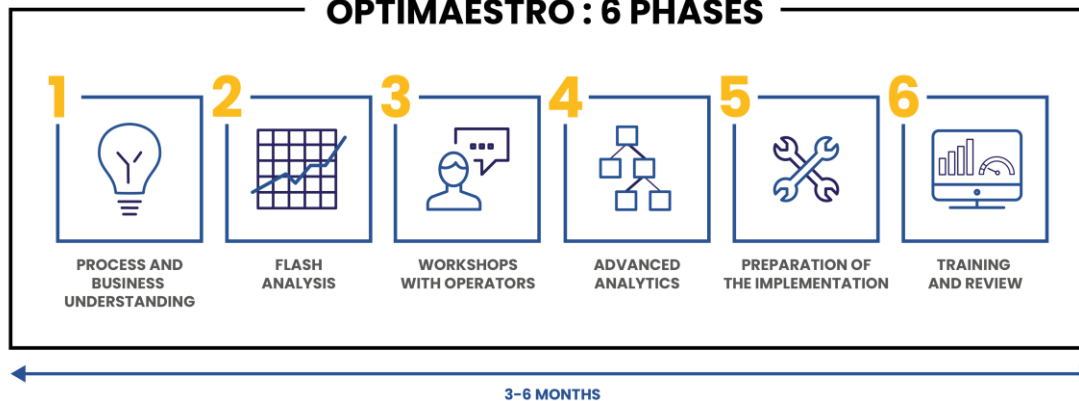 OPTIMAESTRO : 6 PHASES
1
2
3
4
5
6
PROCESS AND
BUSINESS
UNDERSTANDING
FLASH
ANALYSIS
WORKSHOPS
WITH OPERATORS
ADVANCED
ANALYTICS
PREPARATION OF
THE IMPLEMENTATION
TRAINING
AND REVIEW
3-6 MONTHS